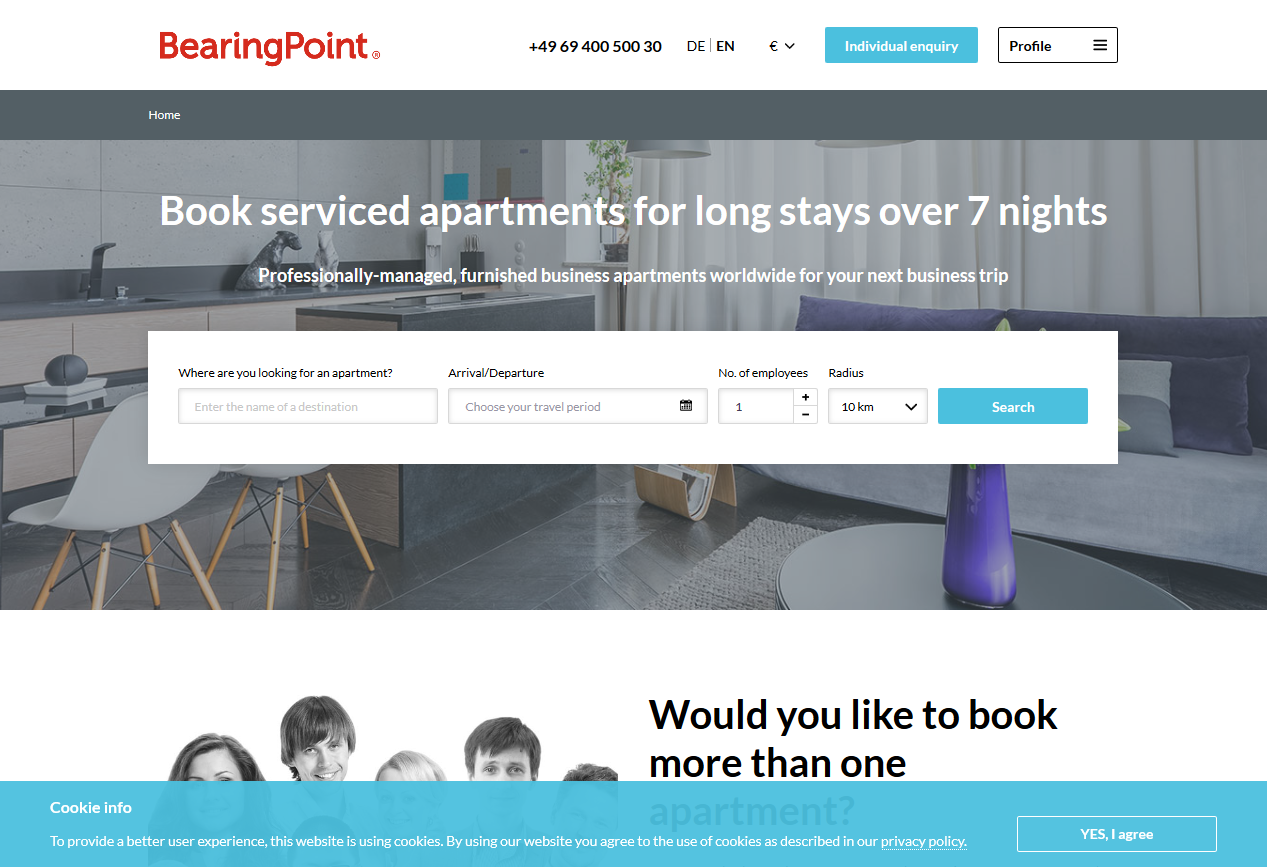 BearingPoint®
+49 69 400 500 30
DE | EN
€
Individual enquiry
Profile
Home
Book serviced apartments for long stays over 7 nights
Professionally-managed, furnished business apartments worldwide for your next business trip
Where are you looking for an apartment?
Arrival/Departure
No. of employees
Radius
Enter the name of a destination
Choose your travel period
1
+
−
10 km
Search
Would you like to book
more than one
apartment?
Cookie info
To provide a better user experience, this website is using cookies. By using our website you agree to the use of cookies as described in our privacy policy.
YES, I agree